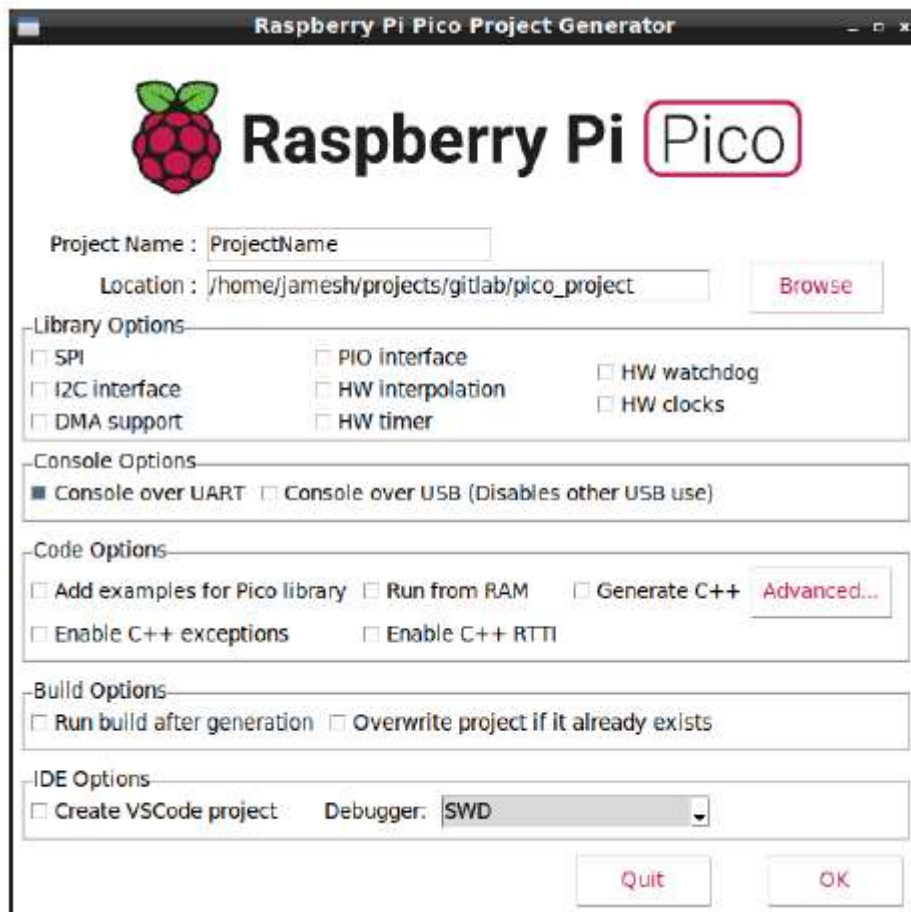 Raspberry Pi Pico Project Generator
Raspberry Pi Pico
Project Name : ProjectName
Location : /home/jamesh/projects/gitlab/pico_project Browse
Library Options
SPI PIO interface HW watchdog
I2C interface HW interpolation HW clocks
DMA support HW timer
Console Options
Console over UART Console over USB (Disables other USB use)
Code Options
Add examples for Pico library Run from RAM Generate C++ Advanced...
Enable C++ exceptions Enable C++ RTTI
Build Options
Run build after generation Overwrite project if it already exists
IDE Options
Create VSCode project Debugger: SWD
Quit OK